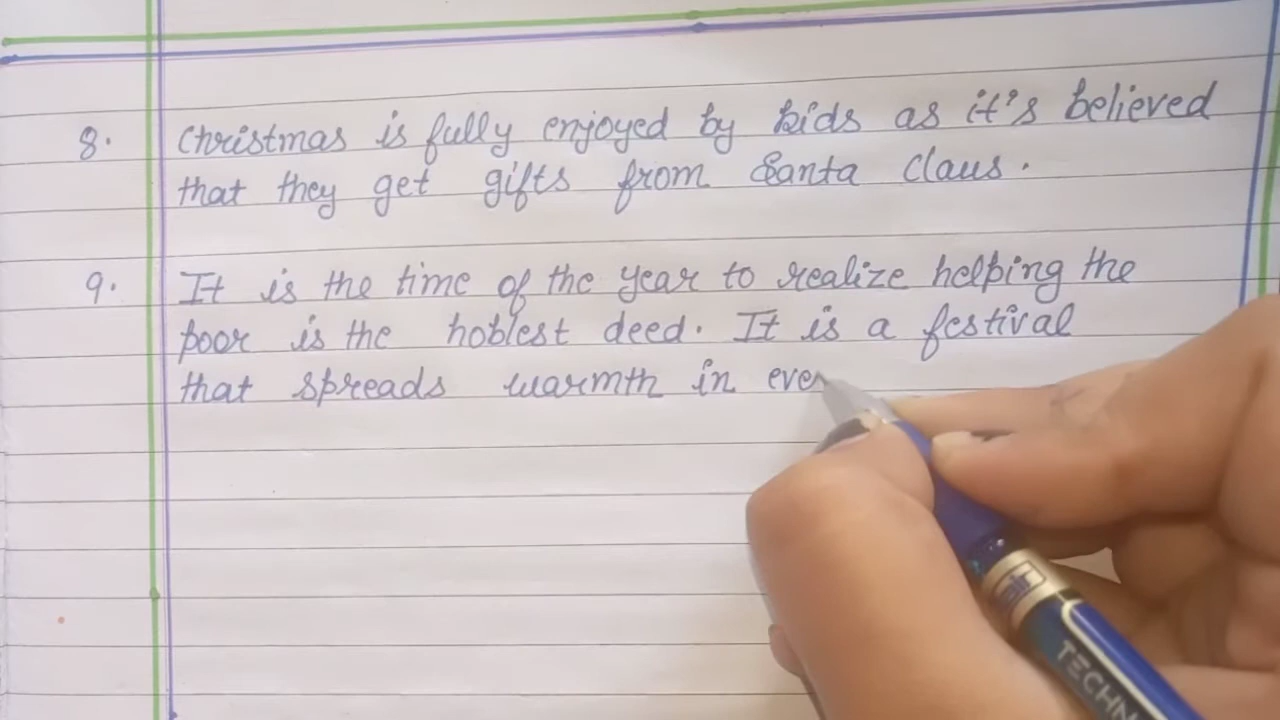 8. Christmas is fully enjoyed by kids as it's believed
that they get gifts from Santa Claus.
9. It is the time of the year to realize helping the
poor is the noblest deed. It is a festival
that spreads warmth in eve
air
TECHN